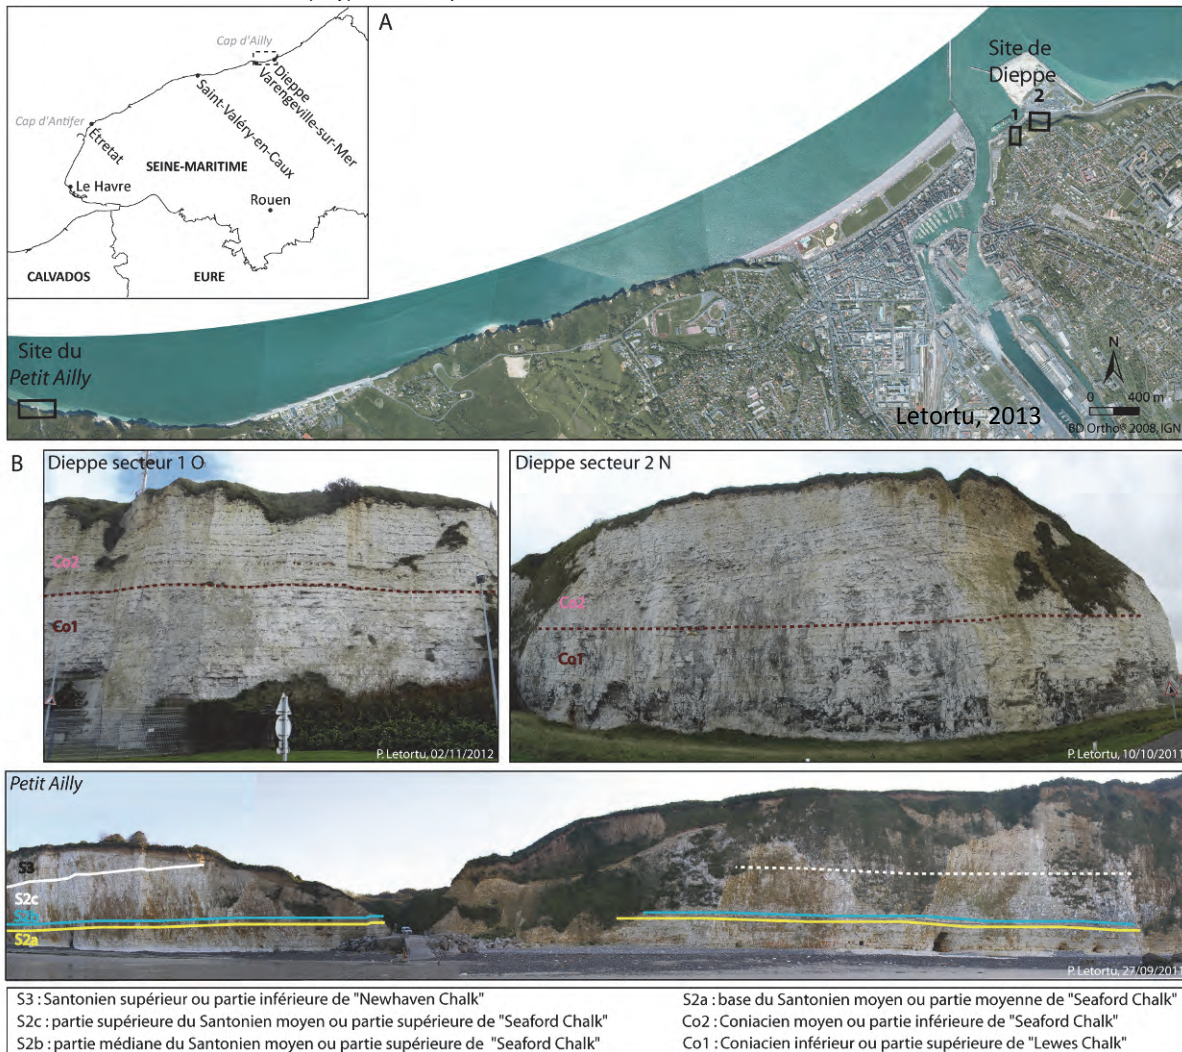 A
Cap d'Ailly
Dieppe
Varengeville-sur-Mer
Saint-Valéry-en-Caux
Cap d'Antifer
Étretat
SEINE-MARITIME
Le Havre
Rouen
CALVADOS
EURE
Site de
Dieppe
2
1
Site du
Petit Ailly
N
0 400 m
Letortu, 2013
BD Ortho® 2008, IGN
B
Dieppe secteur 1 O
Co2
Co1
P. Letortu, 02/11/2012
Dieppe secteur 2 N
Co2
Co1
P. Letortu, 10/10/2011
Petit Ailly
S3
S2c
S2b
S2a
P. Letortu, 27/09/2011
S3 : Santonien supérieur ou partie inférieure de "Newhaven Chalk"
S2c : partie supérieure du Santonien moyen ou partie supérieure de "Seaford Chalk"
S2b : partie médiane du Santonien moyen ou partie supérieure de "Seaford Chalk"
S2a : base du Santonien moyen ou partie moyenne de "Seaford Chalk"
Co2 : Coniacien moyen ou partie inférieure de "Seaford Chalk"
Co1 : Coniacien inférieur ou partie supérieure de "Lewes Chalk"